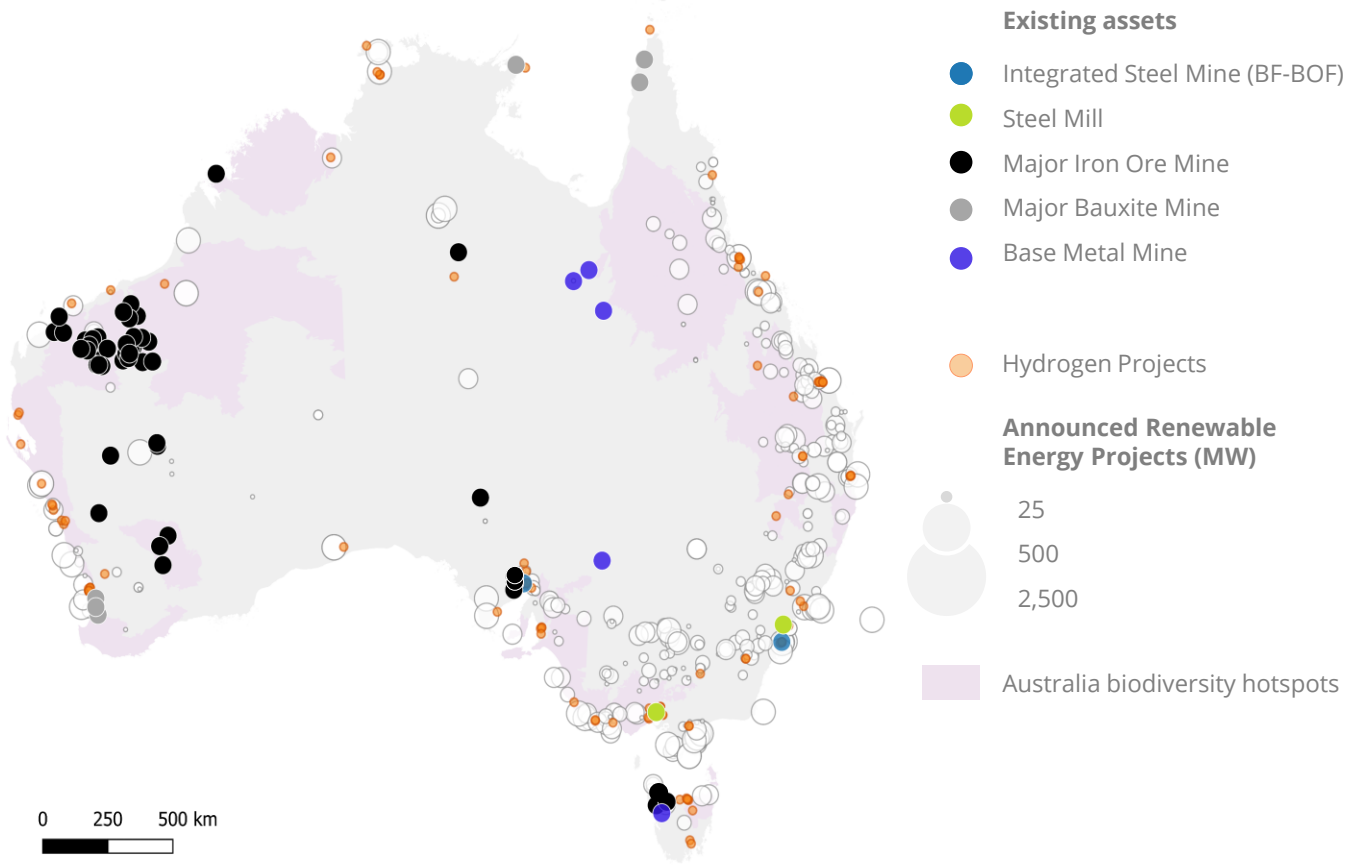 Existing assets
Integrated Steel Mine (BF-BOF)
Steel Mill
Major Iron Ore Mine
Major Bauxite Mine
Base Metal Mine
Hydrogen Projects
Announced Renewable
Energy Projects (MW)
25
500
2,500
Australia biodiversity hotspots
0 250 500 km